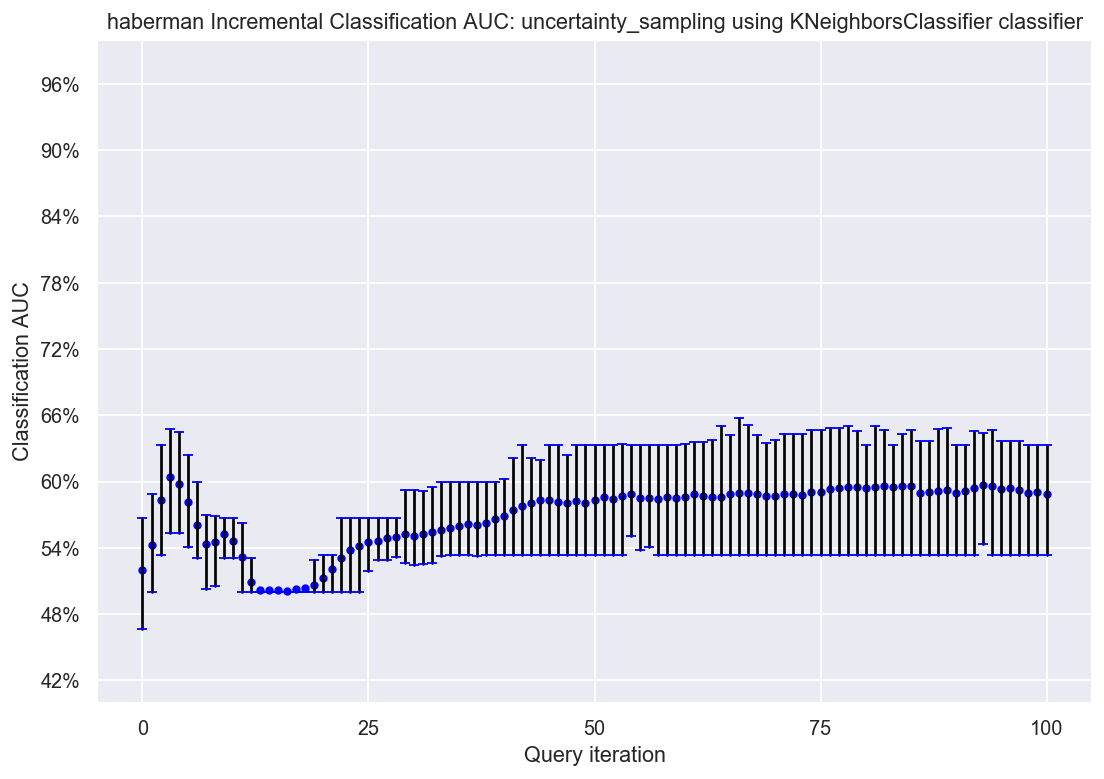 haberman Incremental Classification AUC: uncertainty_sampling using KNeighborsClassifier classifier
96%
90%
84%
78%
72%
66%
60%
54%
48%
42%
Classification AUC
0 25 50 75 100
Query iteration